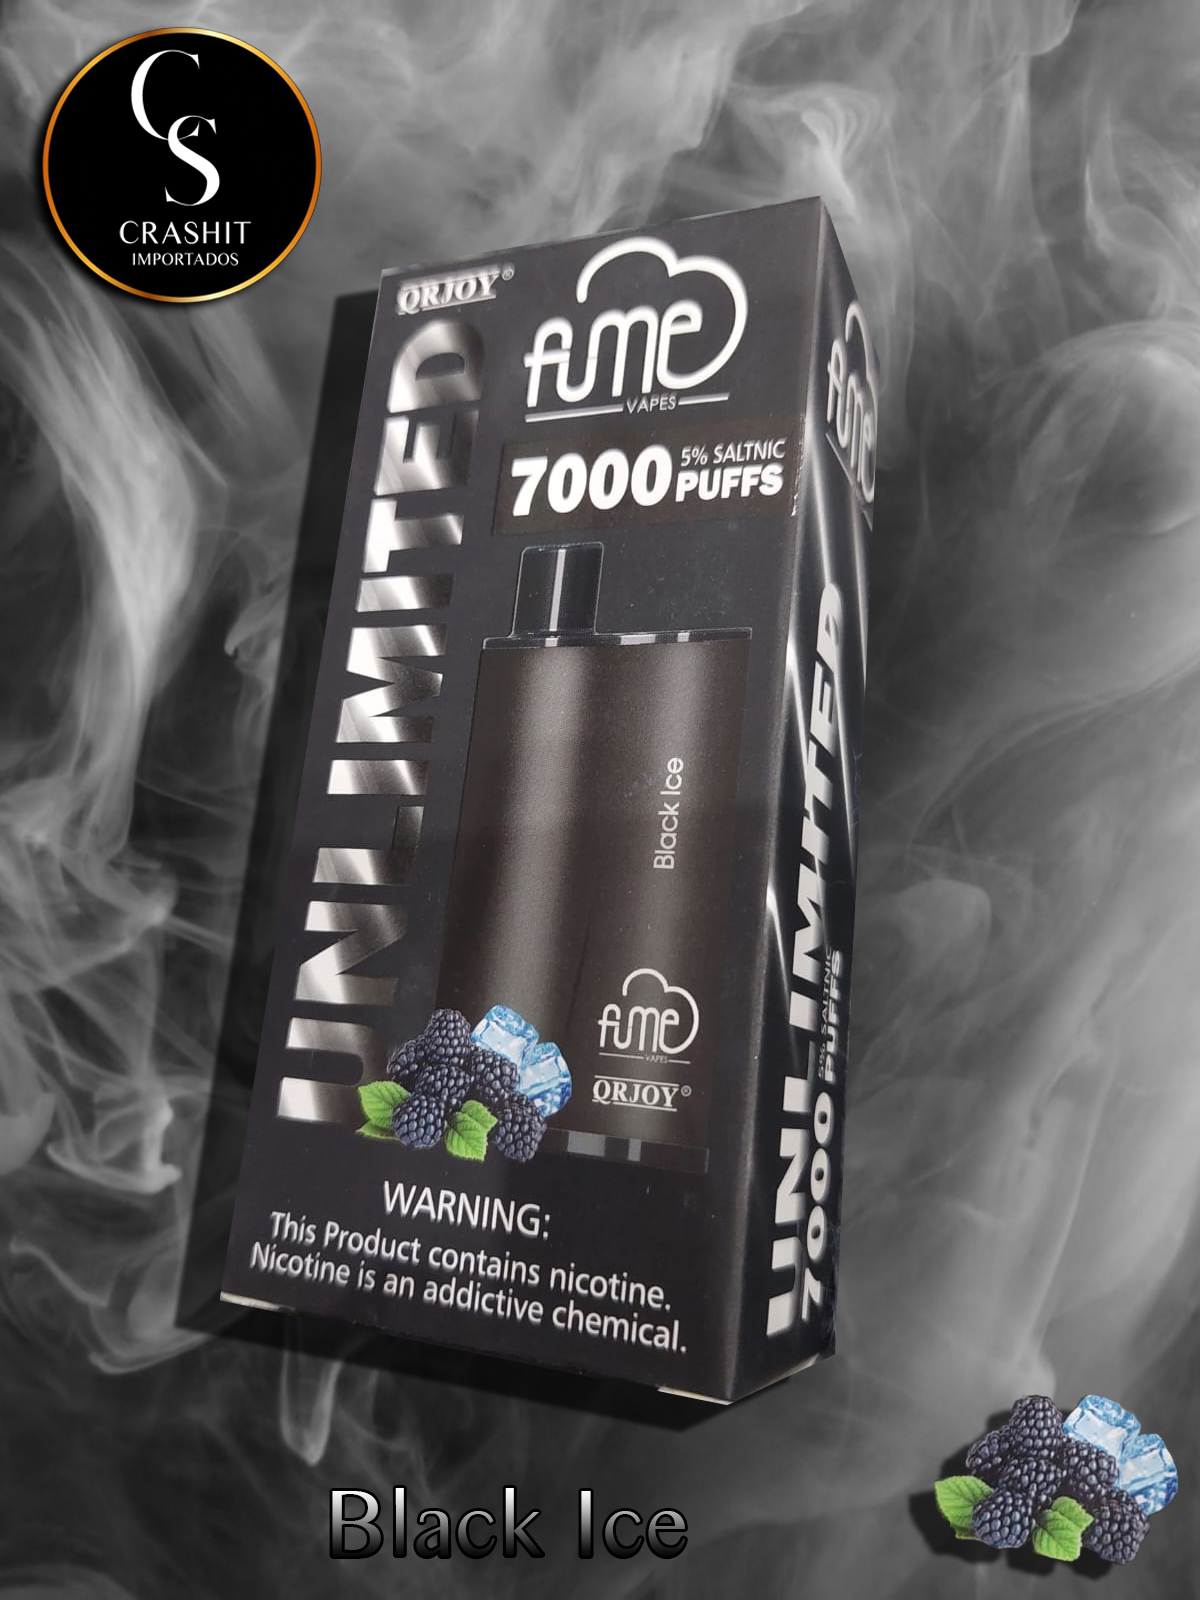 CS
CRASHIT
IMPORTADOS
QRJOY®
UNLIMITED
fume
VAPES
7000 5% SALTNIC
PUFFS
Black Ice
fume
VAPES
QRJOY®
WARNING:
This Product contains nicotine.
Nicotine is an addictive chemical.
fume
UNLIMITED
7000 5% SALTNIC
PUFFS
Black Ice